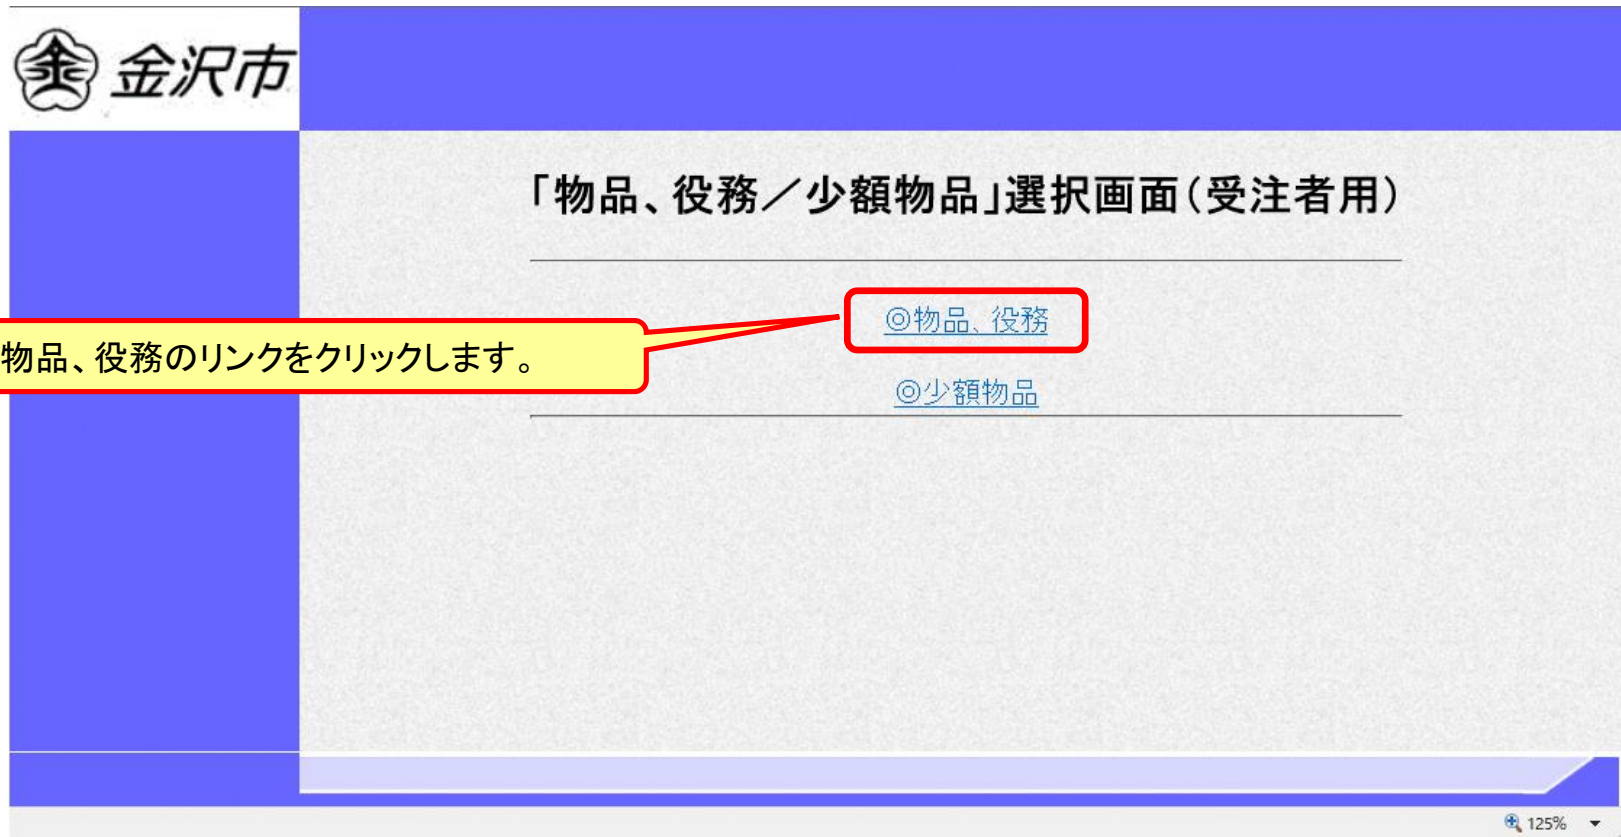 金沢市
「物品、役務／少額物品」選択画面(受注者用)
◎物品、役務
物品、役務のリンクをクリックします。
◎少額物品
125%